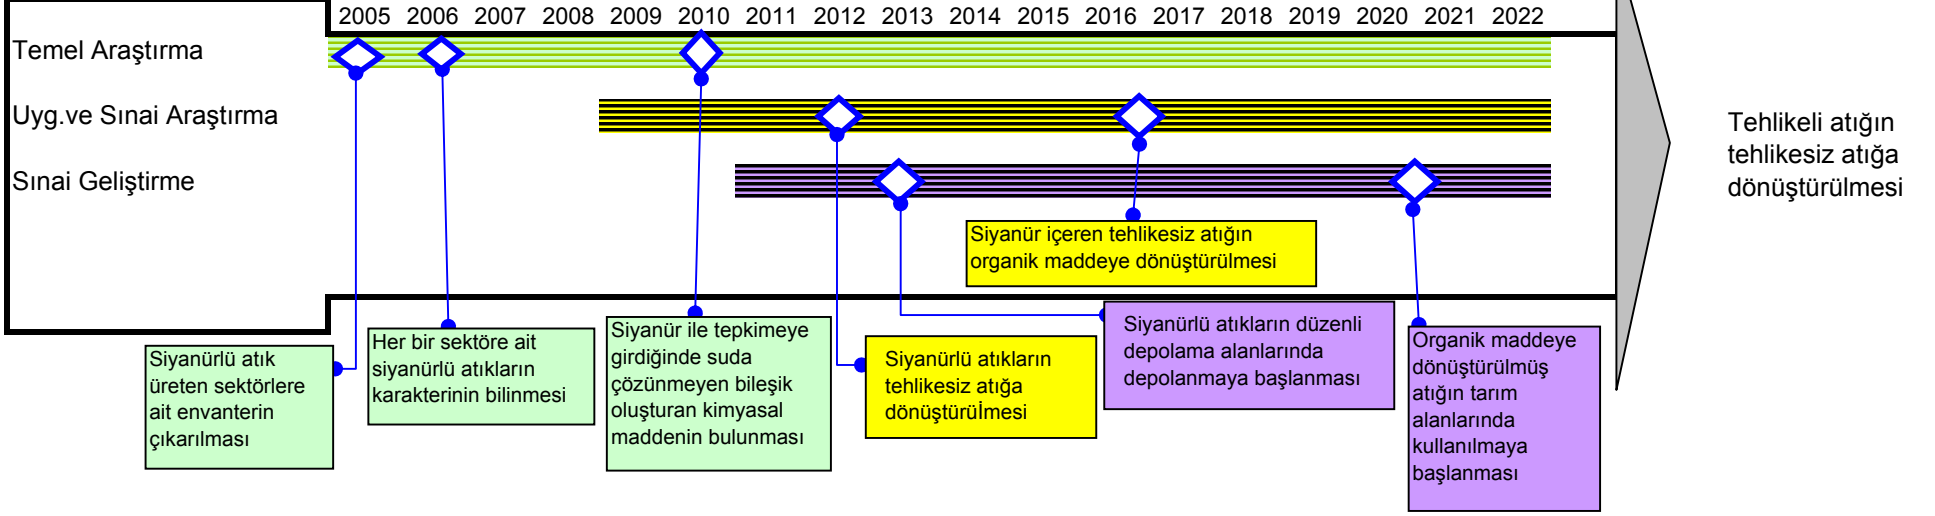 2005 2006 2007 2008 2009 2010 2011 2012 2013 2014 2015 2016 2017 2018 2019 2020 2021 2022
Temel Araştırma
Uyg.ve Sınai Araştırma
Sınai Geliştirme
Tehlikeli atığın
tehlikesiz atığa
dönüştürülmesi
Siyanür içeren tehlikesiz atığın
organik maddeye dönüştürülmesi
Siyanürlü atık
üreten sektörlere
ait envanterin
çıkarılması
Her bir sektöre ait
siyanürlü atıkların
karakterinin bilinmesi
Siyanür ile tepkimeye
girdiğinde suda
çözünmeyen bileşik
oluşturan kimyasal
maddenin bulunması
Siyanürlü atıkların
tehlikesiz atığa
dönüştürülmesi
Siyanürlü atıkların düzenli
depolama alanlarında
depolanmaya başlanması
Organik maddeye
dönüştürülmüş
atığın tarım
alanlarında
kullanılmaya
başlanması